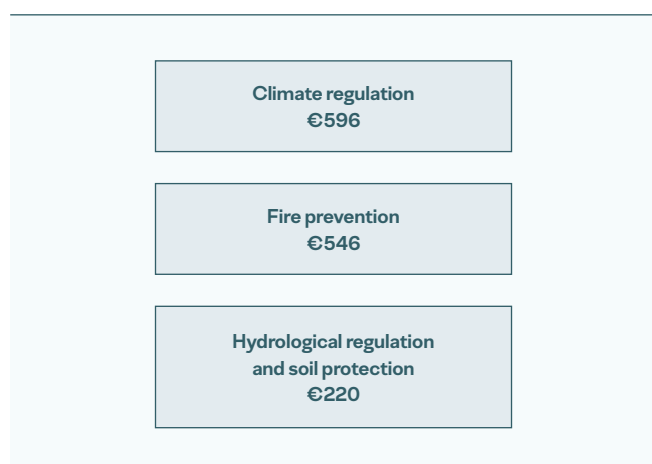 Climate regulation
€596
Fire prevention
€546
Hydrological regulation
and soil protection
€220